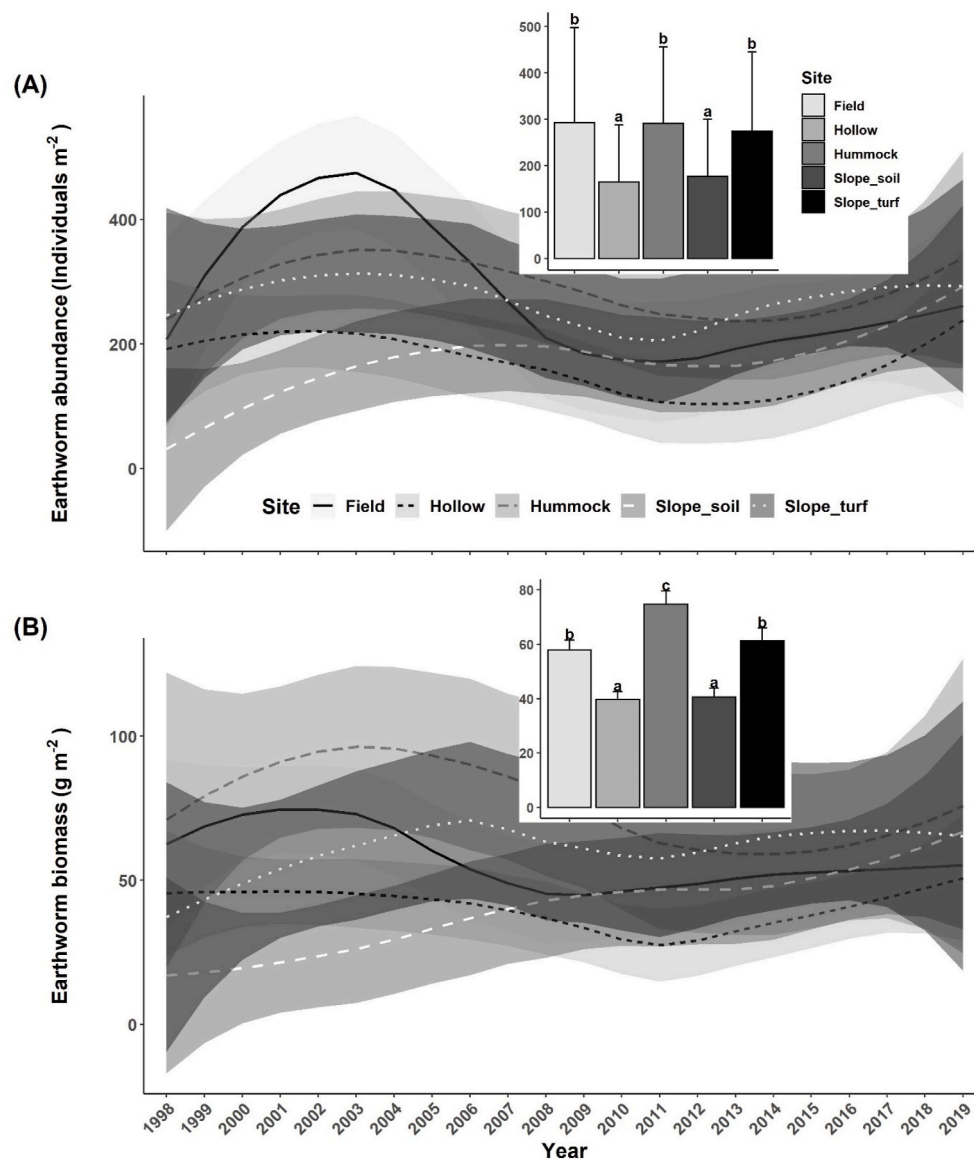 (A)
Earthworm abundance (Individuals m⁻²)
400
200
0
500
400
300
200
100
0
b
a
b
a
b
Site
Field
Hollow
Hummock
Slope_soil
Slope_turf
Site Field Hollow Hummock Slope_soil Slope_turf
(B)
Earthworm biomass (g m⁻²)
100
50
0
80
60
40
20
0
b
a
c
a
b
1998 1999 2000 2001 2002 2003 2004 2005 2006 2007 2008 2009 2010 2011 2012 2013 2014 2015 2016 2017 2018 2019
Year